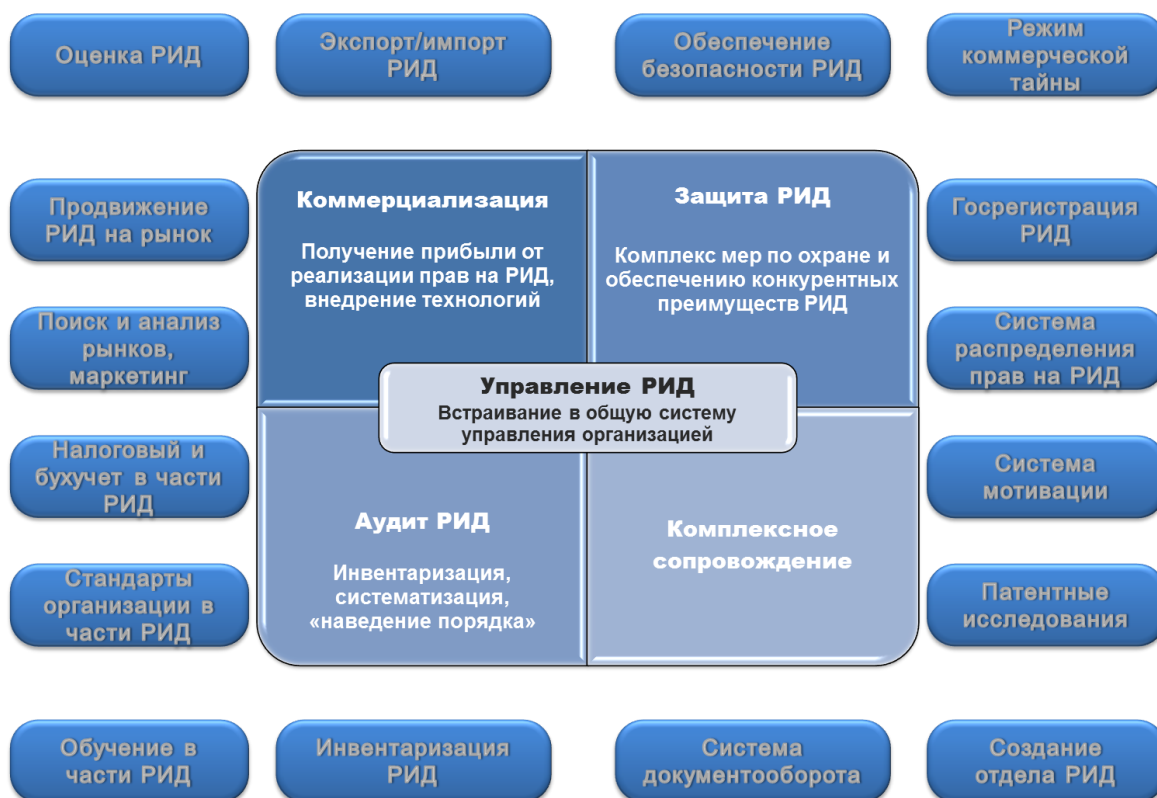 Оценка РИД
Экспорт/импорт
РИД
Обеспечение
безопасности РИД
Режим
коммерческой
тайны
Продвижение
РИД на рынок
Коммерциализация
Получение прибыли от
реализации прав на РИД,
внедрение технологий
Защита РИД
Комплекс мер по охране и
обеспечению конкурентных
преимуществ РИД
Госрегистрация
РИД
Поиск и анализ
рынков,
маркетинг
Система
распределения
прав на РИД
Управление РИД
Встраивание в общую систему
управления организацией
Налоговый и
бухучет в части
РИД
Система
мотивации
Аудит РИД
Инвентаризация,
систематизация,
«наведение порядка»
Комплексное
сопровождение
Стандарты
организации в
части РИД
Патентные
исследования
Обучение в
части РИД
Инвентаризация
РИД
Система
документооборота
Создание
отдела РИД